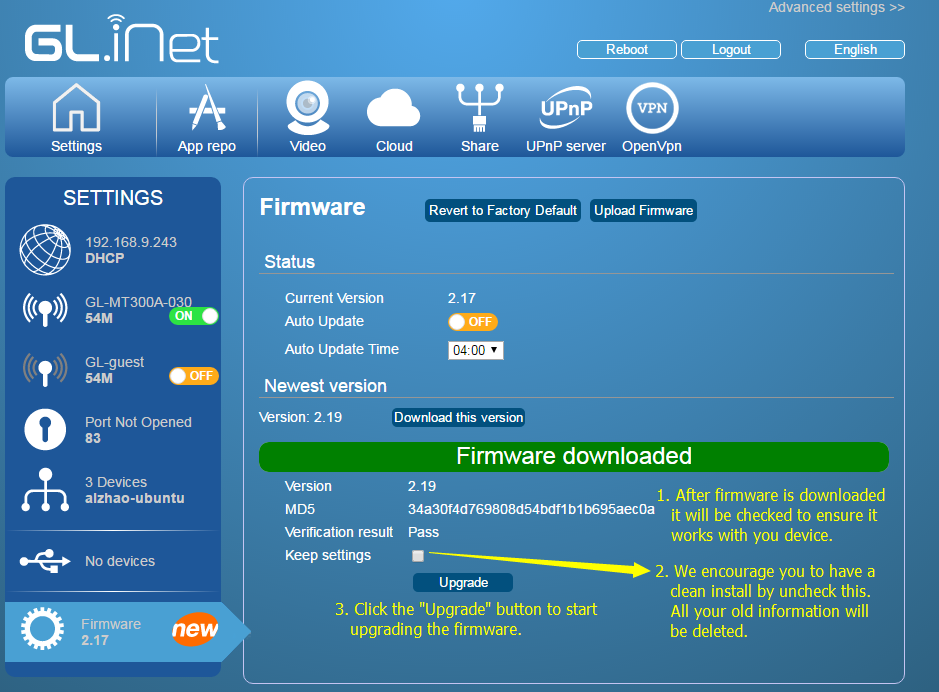 Advanced settings >>
GL.iNet
Reboot
Logout
English
Settings
App repo
Video
Cloud
Share
UPnP
UPnP server
VPN
OpenVpn
SETTINGS
192.168.9.243
DHCP
GL-MT300A-030
54M
ON
GL-guest
54M
OFF
Port Not Opened
83
3 Devices
alzhao-ubuntu
No devices
Firmware
2.17
new
Firmware
Revert to Factory Default
Upload Firmware
Status
Current Version 2.17
Auto Update OFF
Auto Update Time 04:00
Newest version
Version: 2.19 Download this version
Firmware downloaded
Version 2.19
MD5 34a30f4d769808d54bdf1b1b695aec0a
Verification result Pass
Keep settings
Upgrade
1. After firmware is downloaded
it will be checked to ensure it
works with you device.
2. We encourage you to have a
clean install by uncheck this.
All your old information will
be deleted.
3. Click the "Upgrade" button to start
upgrading the firmware.